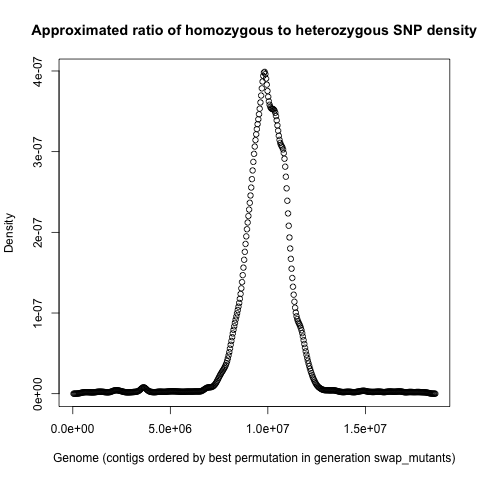 Approximated ratio of homozygous to heterozygous SNP density
Density
4e-07
3e-07
2e-07
1e-07
0e+00
0.0e+00 5.0e+06 1.0e+07 1.5e+07
Genome (contigs ordered by best permutation in generation swap_mutants)